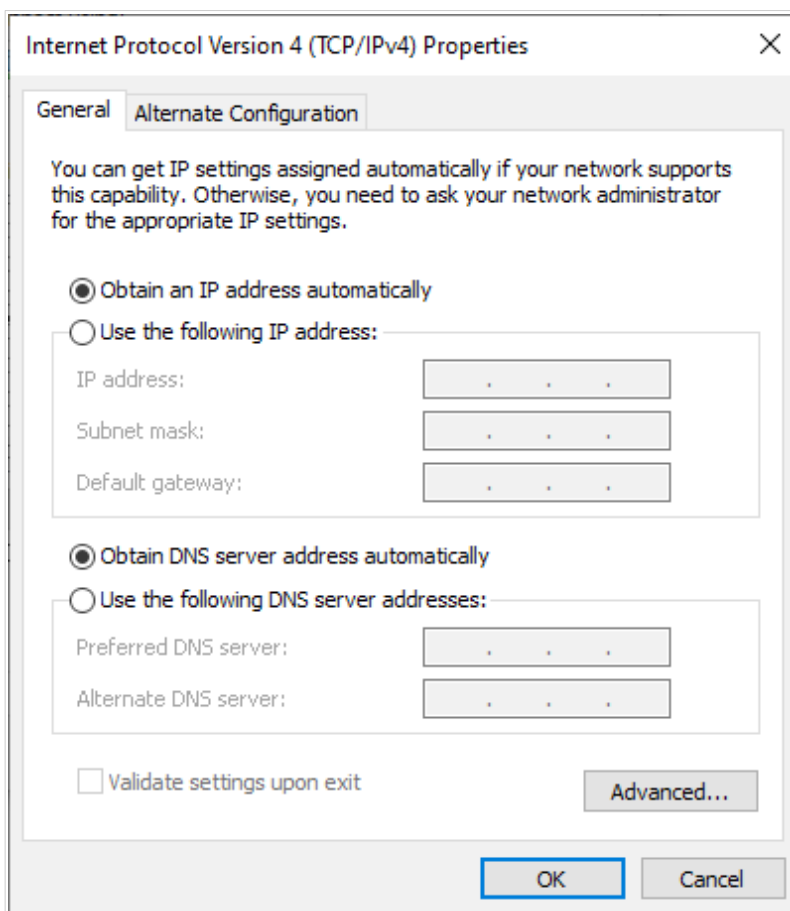 Internet Protocol Version 4 (TCP/IPv4) Properties
General
Alternate Configuration
You can get IP settings assigned automatically if your network supports
this capability. Otherwise, you need to ask your network administrator
for the appropriate IP settings.
Obtain an IP address automatically
Use the following IP address:
IP address:
Subnet mask:
Default gateway:
Obtain DNS server address automatically
Use the following DNS server addresses:
Preferred DNS server:
Alternate DNS server:
Validate settings upon exit
Advanced...
OK
Cancel